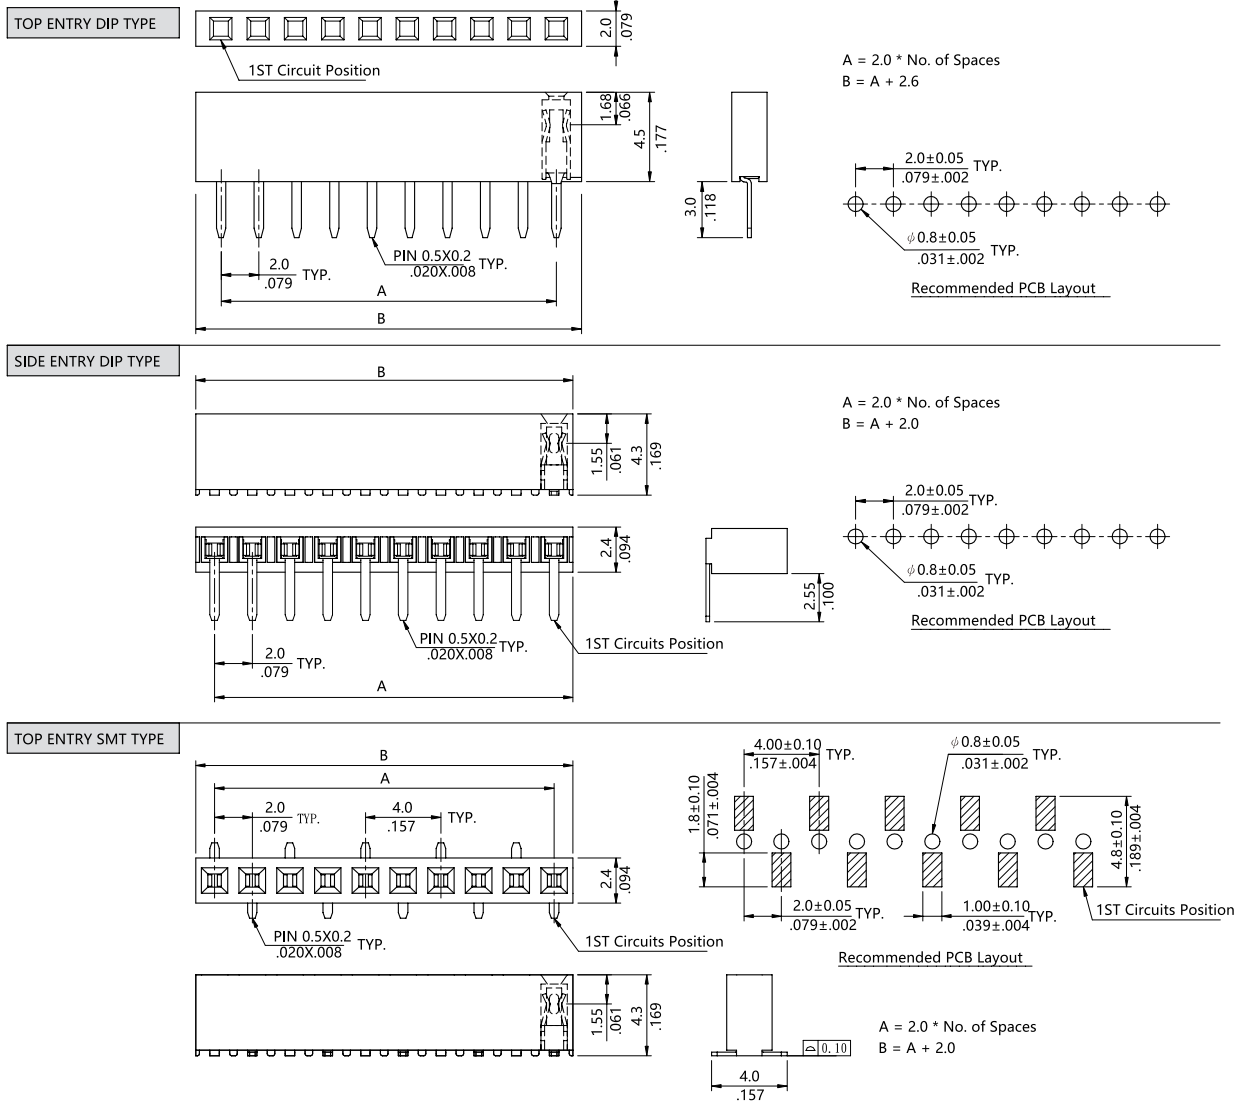 TOP ENTRY DIP TYPE
2.0
.079
1ST Circuit Position
A = 2.0 * No. of Spaces
B = A + 2.6
1.68
.066
4.5
.177
3.0
.118
2.0±0.05
.079±.002
TYP.
ϕ0.8±0.05
.031±.002
TYP.
Recommended PCB Layout
2.0
.079
TYP.
PIN 0.5X0.2
.020X.008
TYP.
A
B
SIDE ENTRY DIP TYPE
B
A = 2.0 * No. of Spaces
B = A + 2.0
1.55
.061
4.3
.169
2.0±0.05
.079±.002
TYP.
ϕ0.8±0.05
.031±.002
TYP.
Recommended PCB Layout
2.4
.094
2.55
.100
2.0
.079
TYP.
PIN 0.5X0.2
.020X.008
TYP.
1ST Circuits Position
A
TOP ENTRY SMT TYPE
B
A
2.0
.079
TYP.
4.0
.157
TYP.
2.4
.094
PIN 0.5X0.2
.020X.008
TYP.
1ST Circuits Position
4.00±0.10
.157±.004
TYP.
ϕ0.8±0.05
.031±.002
TYP.
1.8±0.10
.071±.004
4.8±0.10
.189±.004
2.0±0.05
.079±.002
TYP.
1.00±0.10
.039±.004
TYP.
1ST Circuits Position
Recommended PCB Layout
1.55
.061
4.3
.169
0.10
4.0
.157
A = 2.0 * No. of Spaces
B = A + 2.0